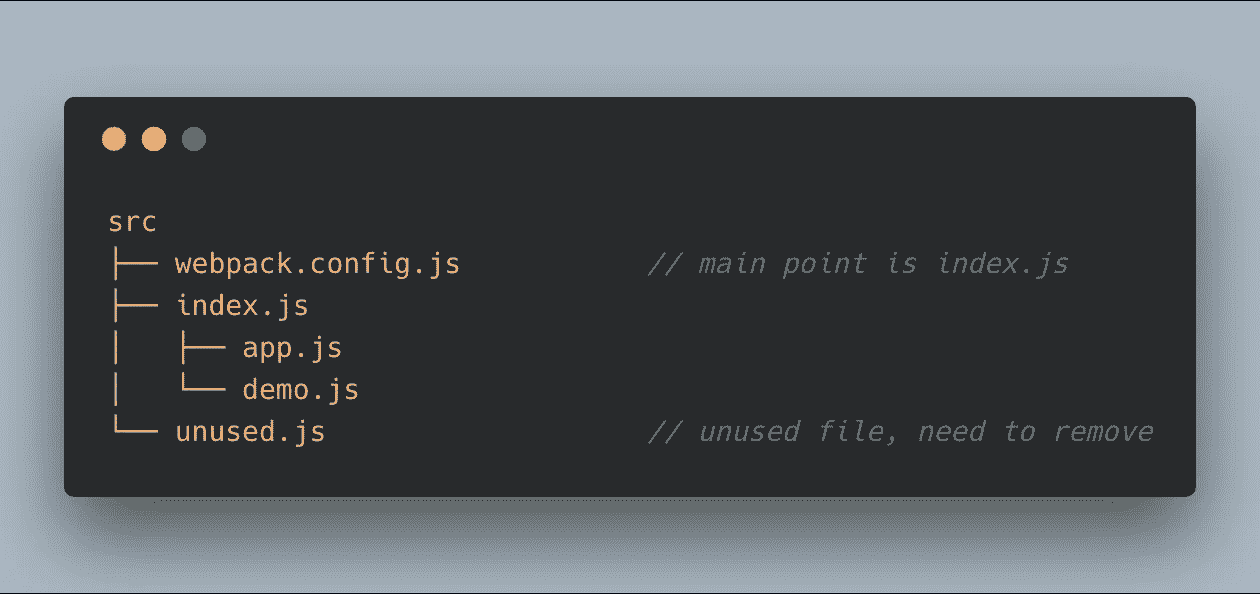 src
├── webpack.config.js // main point is index.js
├── index.js
│   ├── app.js
│   └── demo.js
└── unused.js // unused file, need to remove